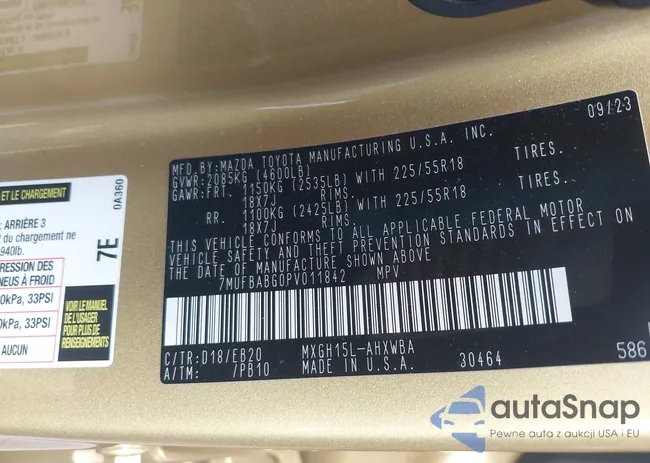 09/23
MFD.BY:MAZDA TOYOTA MANUFACTURING U.S.A. INC.
GVWR:2085KG (4600LB)
GAWR:FRT. 1150KG (2535LB) WITH 225/55R18 TIRES.
18X7J RIMS.
RR. 1100KG (2425LB) WITH 225/55R18 TIRES.
18X7J RIMS.
THIS VEHICLE CONFORMS TO ALL APPLICABLE FEDERAL MOTOR
VEHICLE SAFETY AND THEFT PREVENTION STANDARDS IN EFFECT ON
THE DATE OF MANUFACTURE SHOWN ABOVE.
7MUFBABG0PV011842 MPV
C/TR:D18/EB20 MXGH15L-AHXWBA
A/TM: /PB10 MADE IN U.S.A. 30464 586
ET LE CHARGEMENT
0A360
: ARRIÈRE 3
t du chargement ne
940lb.
7E
RESSION DES
NEUS À FROID
0kPa, 33PSI
0kPa, 33PSI
AUCUN
VOIR LE MANUEL
DE L'USAGER
POUR PLUS DE
RENSEIGNEMENTS
autaSnap
Pewne auta z aukcji USA i EU